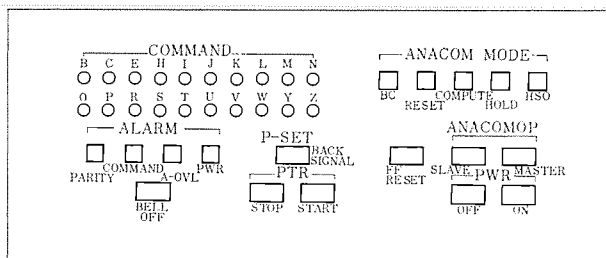 COMMAND
ANACOM MODE
B C E H I J K L M N
BC RESET COMPUTE HOLD HSO
O P R S T U V W Y Z
ALARM
P-SET
ANACOMOP
BACK SIGNAL
PARITY COMMAND A-OVL PWR
PTR
FF RESET
SLAVE MASTER
PWR
BELL OFF
STOP START
OFF ON